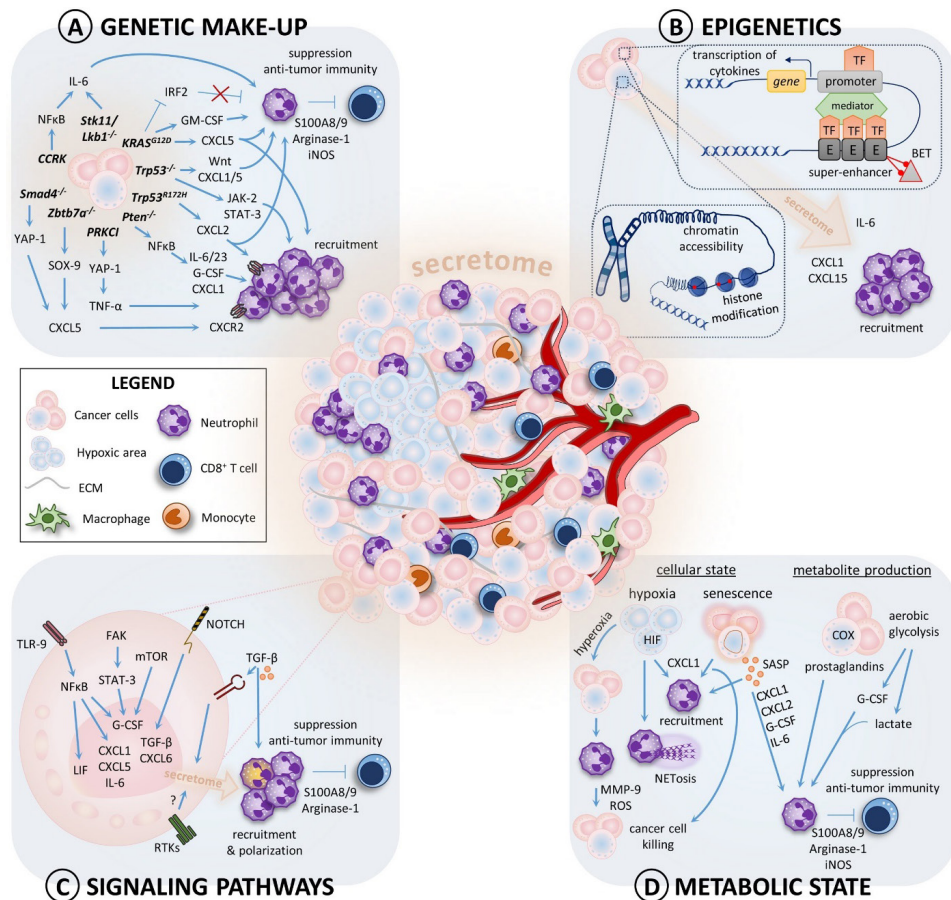 A GENETIC MAKE-UP
suppression
anti-tumor immunity
IL-6
IRF2
NFκB
Stk11/
Lkb1-/-
GM-CSF
KRASG12D
CXCL5
S100A8/9
Arginase-1
iNOS
CCRK
Trp53-/-
Wnt
CXCL1/5
Smad4-/-
Trp53R172H
JAK-2
STAT-3
Zbtb7a-/-
Pten-/-
CXCL2
PRKCI
YAP-1
NFκB
IL-6/23
G-CSF
CXCL1
recruitment
SOX-9
YAP-1
TNF-α
CXCL5
CXCR2
B EPIGENETICS
transcription of
cytokines
TF
gene
promoter
mediator
TF TF TF
E E E
BET
super-enhancer
secretome
chromatin
accessibility
histone
modification
IL-6
CXCL1
CXCL15
recruitment
secretome
LEGEND
Cancer cells
Neutrophil
Hypoxic area
CD8+ T cell
ECM
Macrophage
Monocyte
TLR-9
FAK
NOTCH
mTOR
TGF-β
NFκB
STAT-3
G-CSF
TGF-β
CXCL6
CXCL1
CXCL5
IL-6
LIF
secretome
?
RTKs
suppression
anti-tumor immunity
S100A8/9
Arginase-1
recruitment
& polarization
C SIGNALING PATHWAYS
cellular state
metabolite production
hypoxia
senescence
hyperoxia
HIF
COX
aerobic
glycolysis
CXCL1
SASP
prostaglandins
recruitment
CXCL1
CXCL2
G-CSF
IL-6
G-CSF
lactate
NETosis
MMP-9
ROS
suppression
anti-tumor immunity
cancer cell
killing
S100A8/9
Arginase-1
iNOS
D METABOLIC STATE